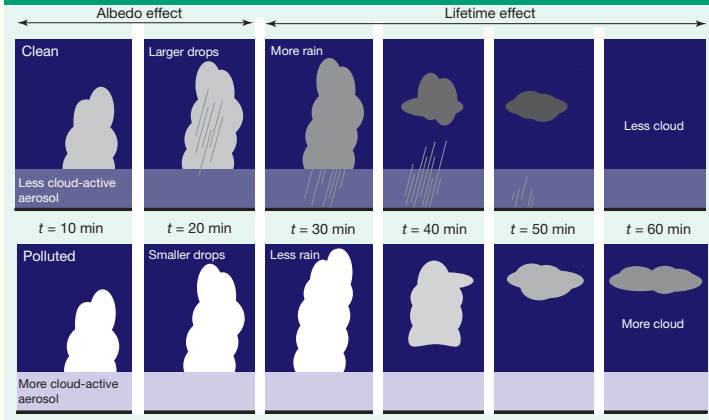 Albedo effect
Lifetime effect
Clean
Larger drops
More rain
Less cloud
Less cloud-active
aerosol
t = 10 min
t = 20 min
t = 30 min
t = 40 min
t = 50 min
t = 60 min
Polluted
Smaller drops
Less rain
More cloud
More cloud-active
aerosol